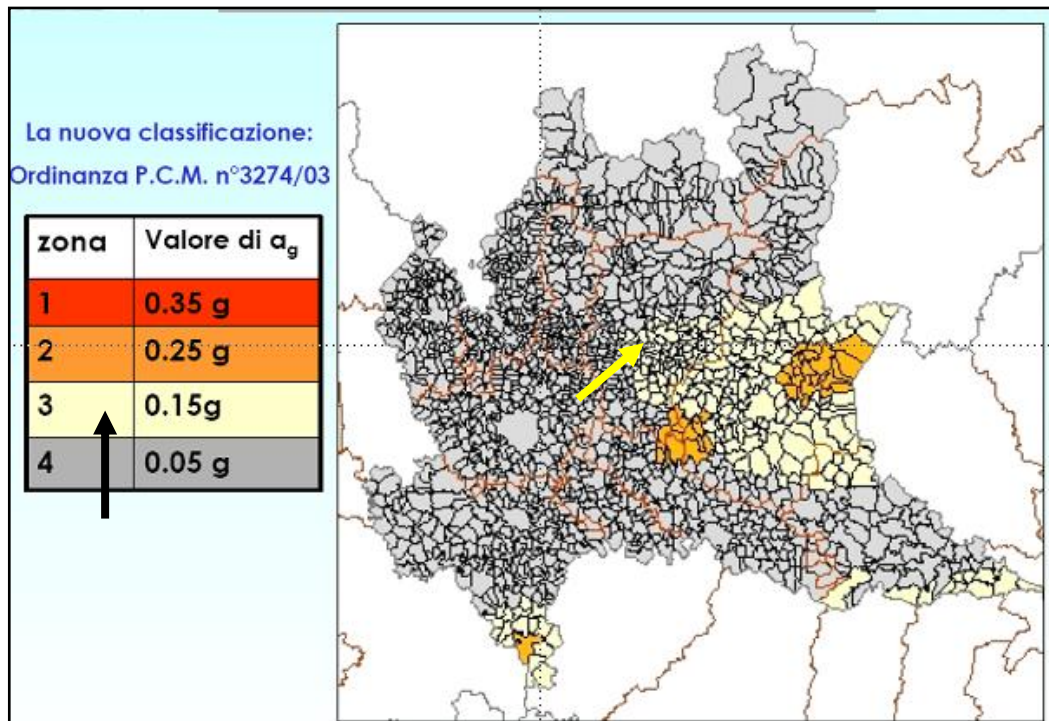 La nuova classificazione:
Ordinanza P.C.M. n°3274/03
zona Valore di ag
1 0.35 g
2 0.25 g
3 0.15g
4 0.05 g